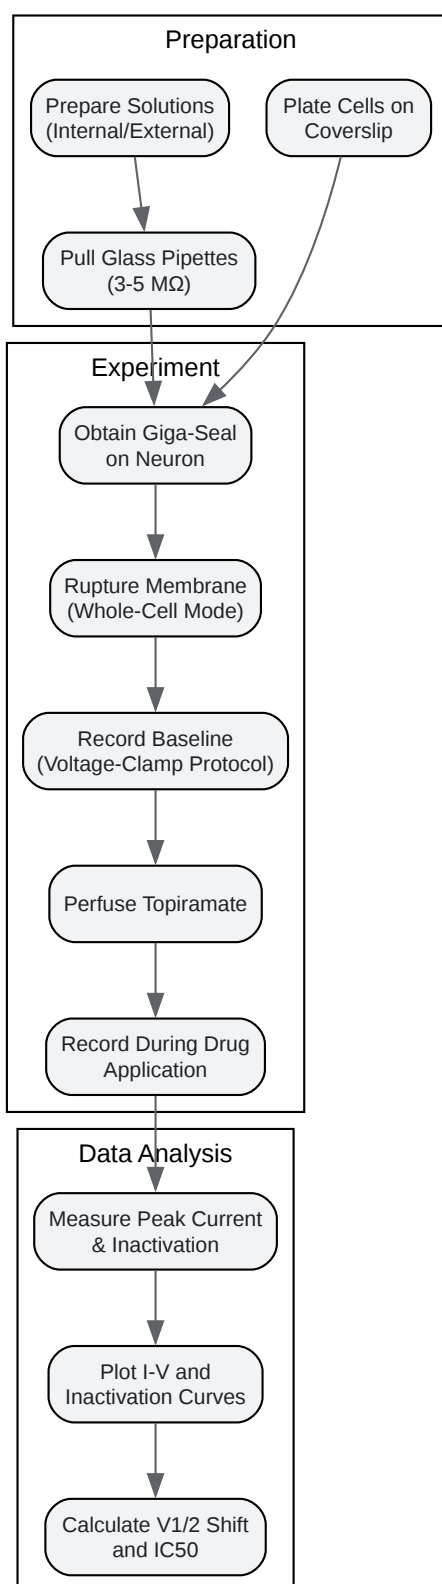 Preparation
Prepare Solutions
(Internal/External)
Plate Cells on
Coverslip
Pull Glass Pipettes
(3-5 MΩ)
Experiment
Obtain Giga-Seal
on Neuron
Rupture Membrane
(Whole-Cell Mode)
Record Baseline
(Voltage-Clamp Protocol)
Perfuse Topiramate
Record During Drug
Application
Data Analysis
Measure Peak Current
& Inactivation
Plot I-V and
Inactivation Curves
Calculate V1/2 Shift
and IC50